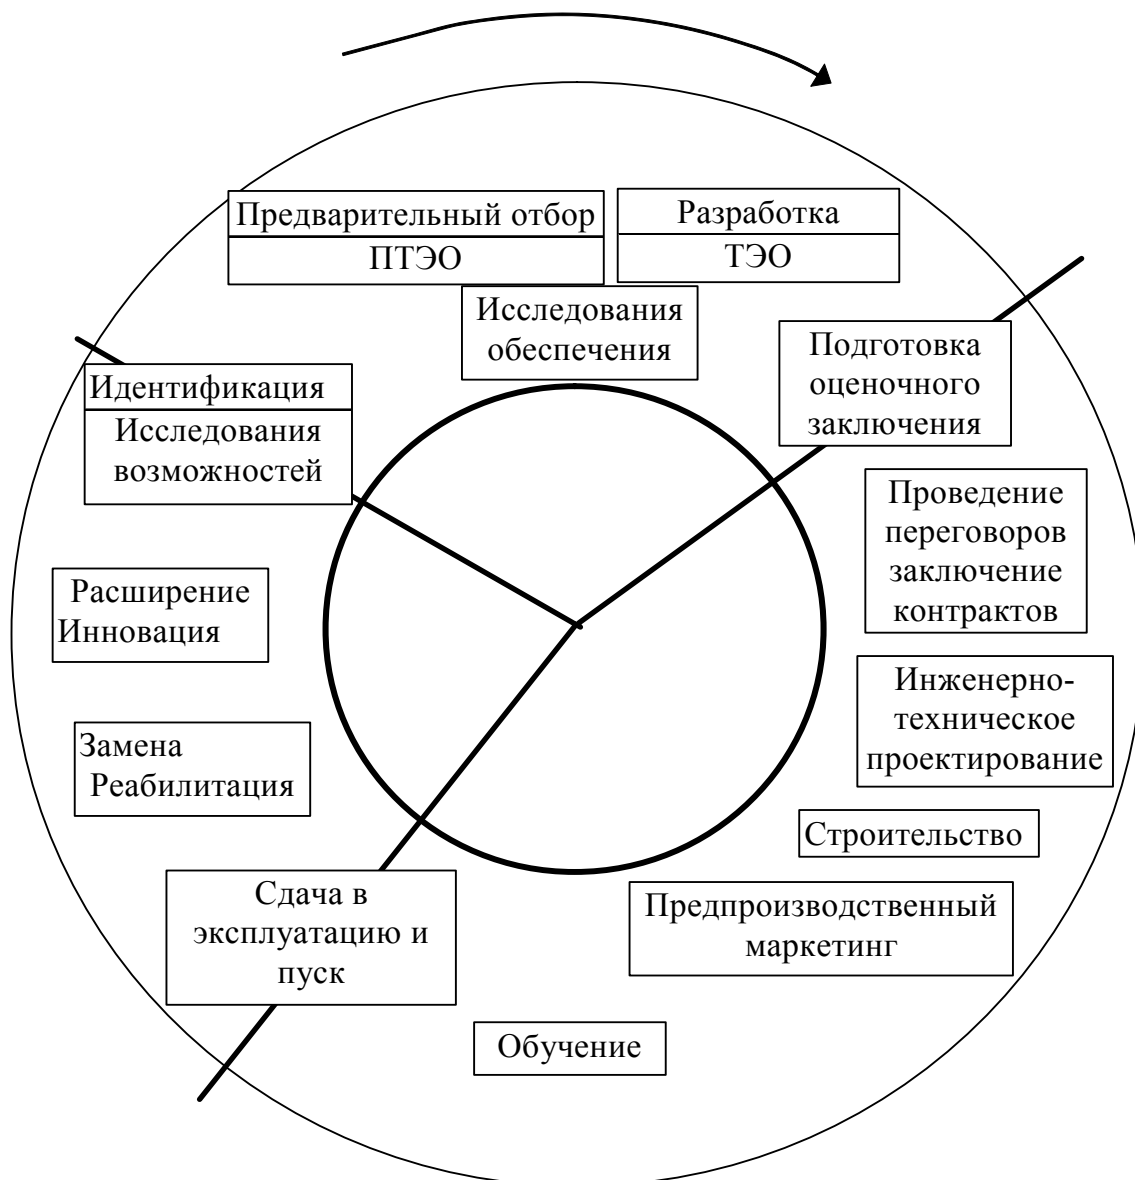 Предварительный отбор
ПТЭО
Разработка
ТЭО
Исследования
обеспечения
Подготовка
оценочного
заключения
Идентификация
Исследования
возможностей
Проведение
переговоров
заключение
контрактов
Расширение
Инновация
Инженерно-
техническое
проектирование
Замена
Реабилитация
Строительство
Сдача в
эксплуатацию и
пуск
Предпроизводственный
маркетинг
Обучение